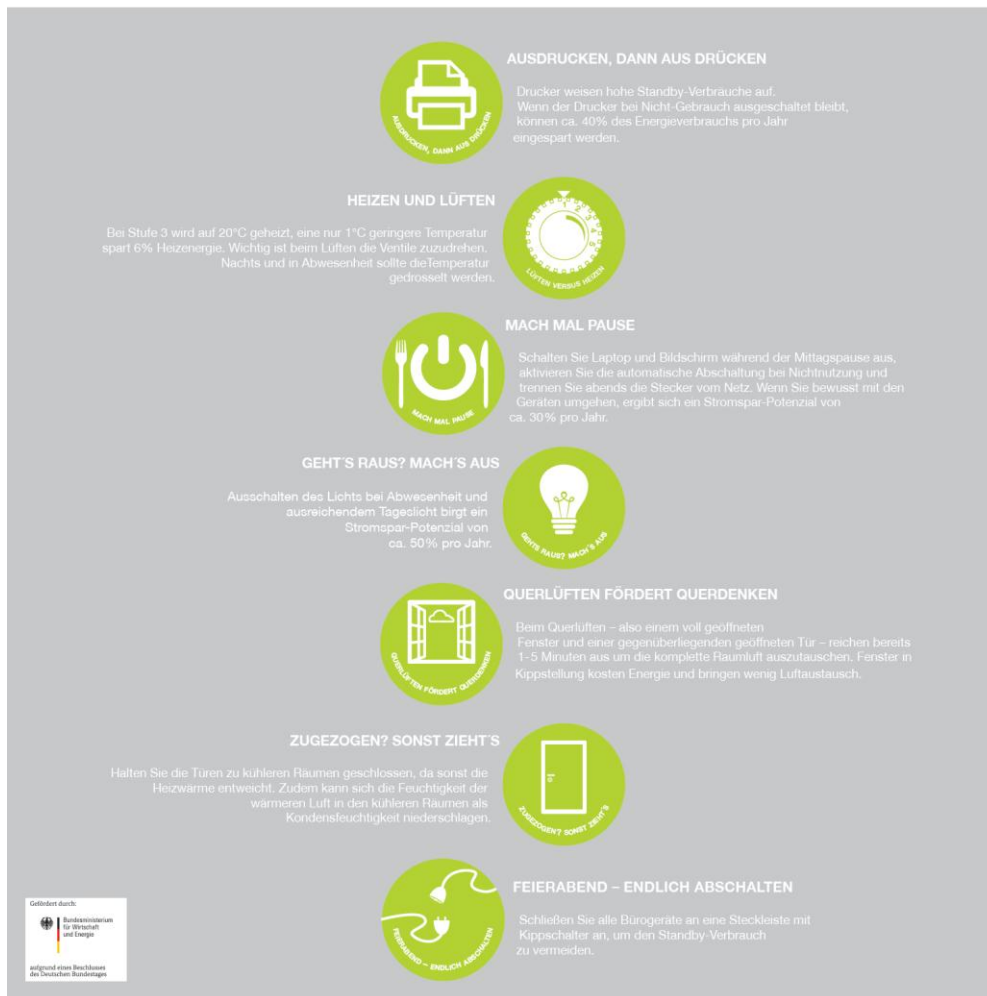 AUSDRUCKEN, DANN AUS DRÜCKEN
Drucker weisen hohe Standby-Verbräuche auf.
Wenn der Drucker bei Nicht-Gebrauch ausgeschaltet bleibt,
können ca. 40% des Energieverbrauchs pro Jahr
eingespart werden.
AUSDRUCKEN, DANN AUS DRÜCKEN
HEIZEN UND LÜFTEN
Bei Stufe 3 wird auf 20°C geheizt, eine nur 1°C geringere Temperatur
spart 6% Heizenergie. Wichtig ist beim Lüften die Ventile zuzudrehen.
Nachts und in Abwesenheit sollte dieTemperatur
gedrosselt werden.
1 2 3 4 5
LÜFTEN VERSUS HEIZEN
MACH MAL PAUSE
Schalten Sie Laptop und Bildschirm während der Mittagspause aus,
aktivieren Sie die automatische Abschaltung bei Nichtnutzung und
trennen Sie abends die Stecker vom Netz. Wenn Sie bewusst mit den
Geräten umgehen, ergibt sich ein Stromspar-Potenzial von
ca. 30% pro Jahr.
MACH MAL PAUSE
GEHT´S RAUS? MACH´S AUS
Ausschalten des Lichts bei Abwesenheit und
ausreichendem Tageslicht birgt ein
Stromspar-Potenzial von
ca. 50% pro Jahr.
GEHTS RAUS? MACH´S AUS
QUERLÜFTEN FÖRDERT QUERDENKEN
Beim Querlüften – also einem voll geöffneten
Fenster und einer gegenüberliegenden geöffneten Tür – reichen bereits
1-5 Minuten aus um die komplette Raumluft auszutauschen. Fenster in
Kippstellung kosten Energie und bringen wenig Luftaustausch.
QUERLÜFTEN FÖRDERT QUERDENKEN
ZUGEZOGEN? SONST ZIEHT´S
Halten Sie die Türen zu kühleren Räumen geschlossen, da sonst die
Heizwärme entweicht. Zudem kann sich die Feuchtigkeit der
wärmeren Luft in den kühleren Räumen als
Kondensfeuchtigkeit niederschlagen.
ZUGEZOGEN? SONST ZIEHT´S
FEIERABEND – ENDLICH ABSCHALTEN
Schließen Sie alle Bürogeräte an eine Steckleiste mit
Kippschalter an, um den Standby-Verbrauch
zu vermeiden.
FEIERABEND – ENDLICH ABSCHALTEN
Gefördert durch:
Bundesministerium
für Wirtschaft
und Energie
aufgrund eines Beschlusses
des Deutschen Bundestages